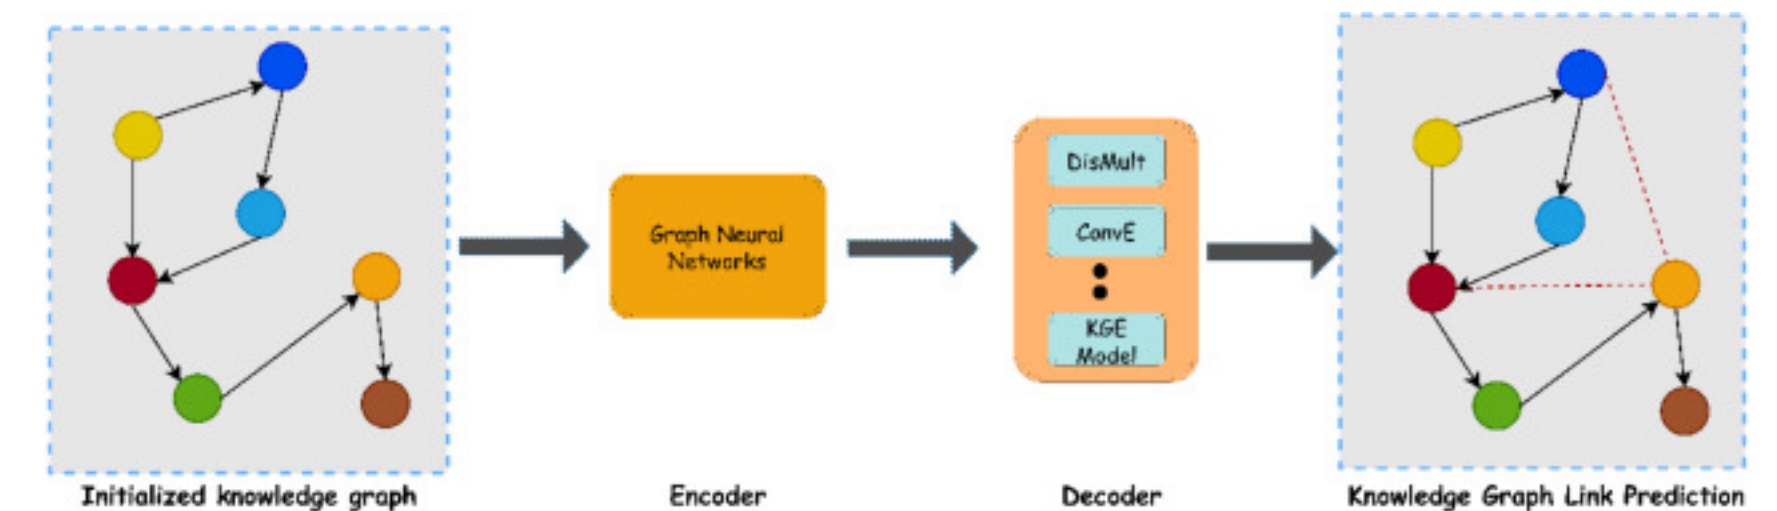 Graph Neural
Networks
DisMult
ConvE
KGE
Model
Initialized knowledge graph
Encoder
Decoder
Knowledge Graph Link Prediction